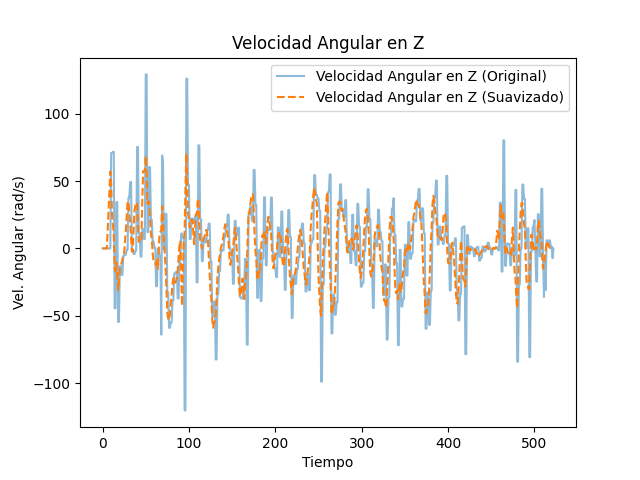 Velocidad Angular en Z
Velocidad Angular en Z (Original)
Velocidad Angular en Z (Suavizado)
Vel. Angular (rad/s)
100
50
0
−50
−100
0 100 200 300 400 500
Tiempo